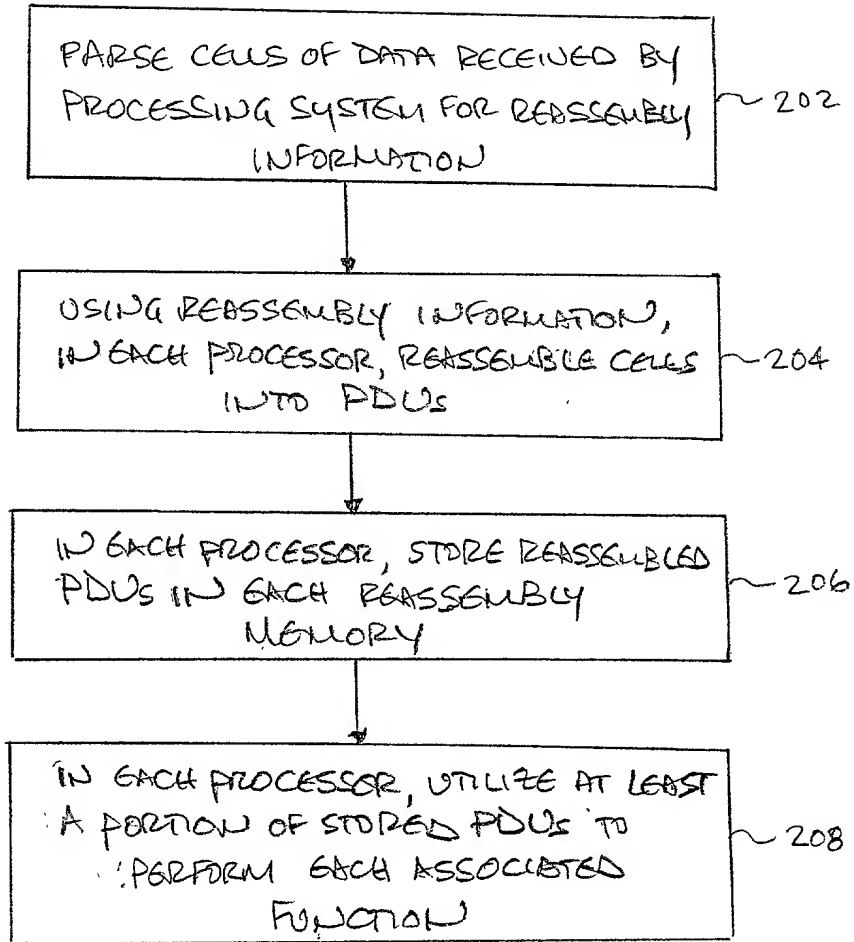 PARSE CELLS OF DATA RECEIVED BY
PROCESSING SYSTEM FOR REASSEMBLY
INFORMATION
202
USING REASSEMBLY INFORMATION,
IN EACH PROCESSOR, REASSEMBLE CELLS
INTO PDUs
204
IN EACH PROCESSOR, STORE REASSEMBLED
PDUs IN EACH REASSEMBLY
MEMORY
206
IN EACH PROCESSOR, UTILIZE AT LEAST
A PORTION OF STORED PDUs TO
PERFORM EACH ASSOCIATED
FUNCTION
208